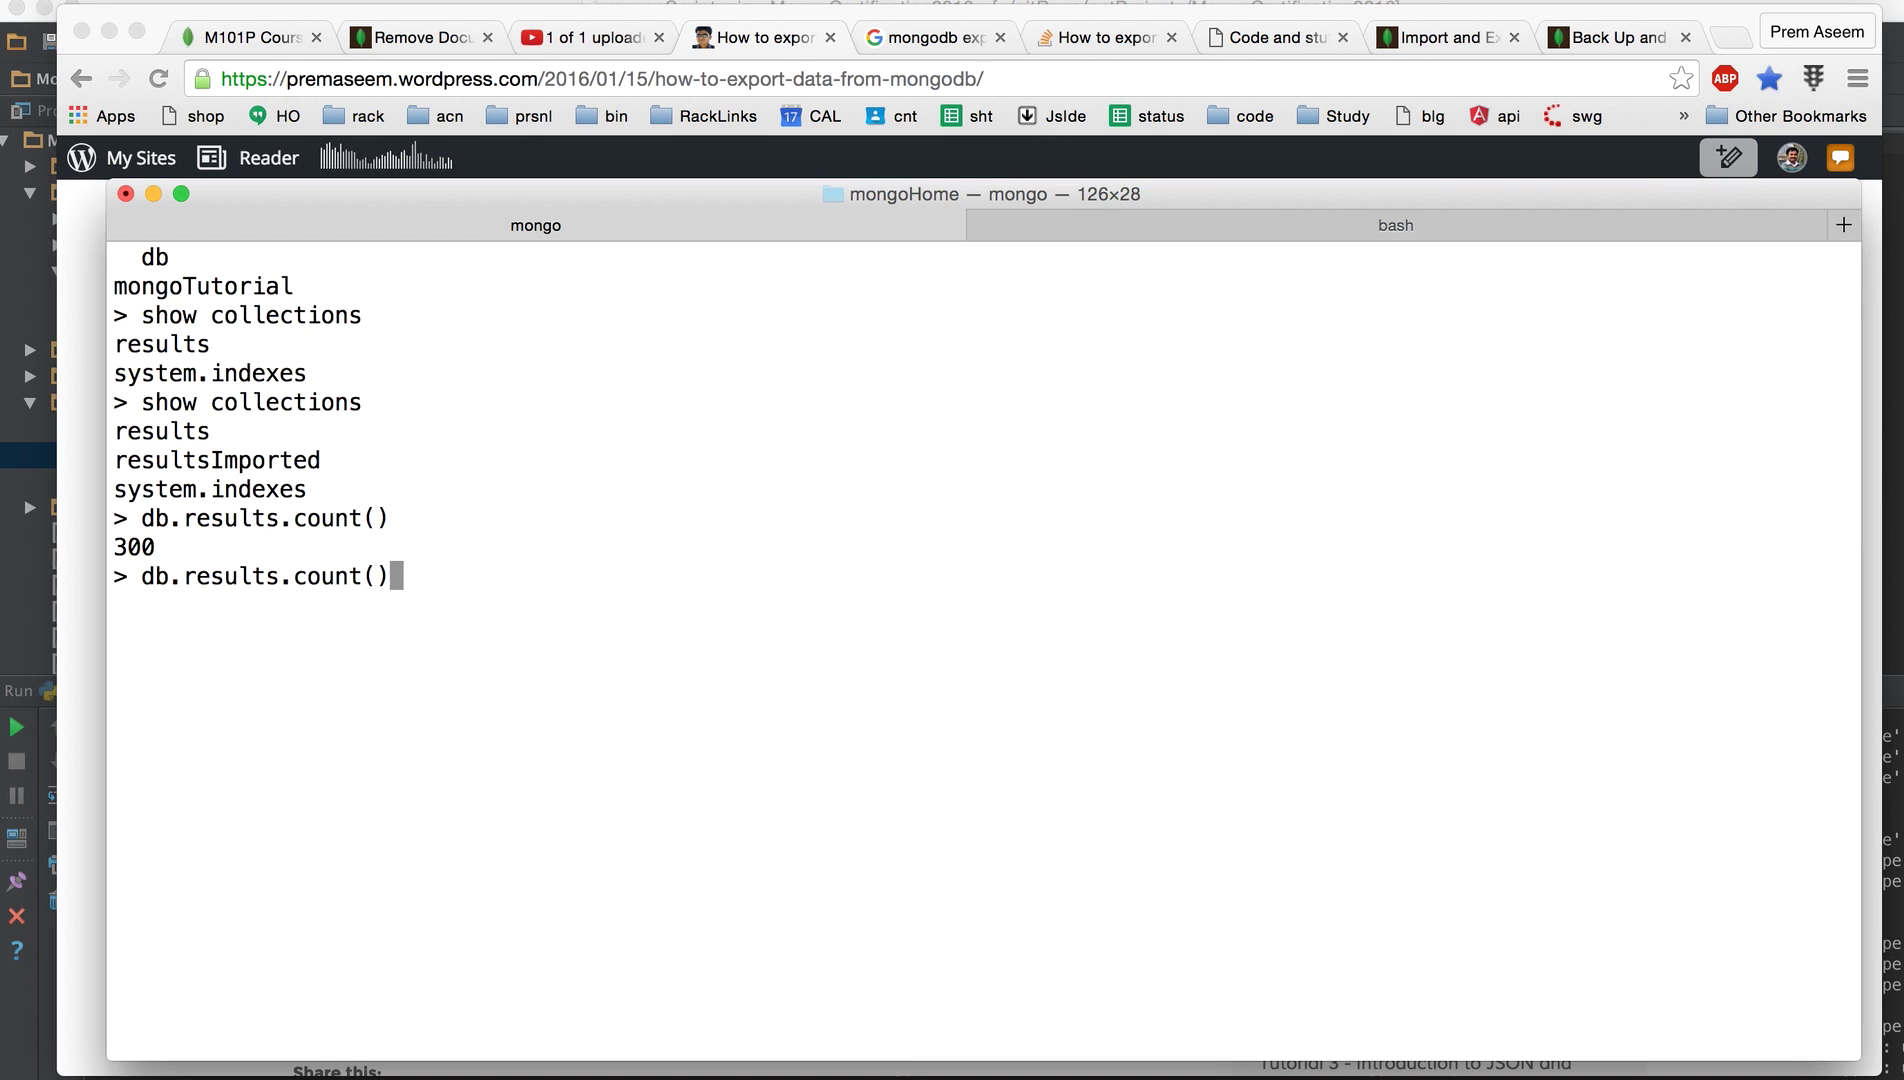 M101P Cours
Remove Docu
1 of 1 upload
How to expor
mongodb exp
How to expor
Code and stu
Import and Ex
Back Up and
Prem Aseem
https://premaseem.wordpress.com/2016/01/15/how-to-export-data-from-mongodb/
ABP
Apps
shop
HO
rack
acn
prsnl
bin
RackLinks
17 CAL
cnt
sht
Jslde
status
code
Study
blg
api
swg
»
Other Bookmarks
My Sites
Reader
mongoHome — mongo — 126×28
mongo
bash
db
mongoTutorial
> show collections
results
system.indexes
> show collections
results
resultsImported
system.indexes
> db.results.count()
300
> db.results.count()
Run
Share this:
Tutorial 3 - Introduction to JSON and